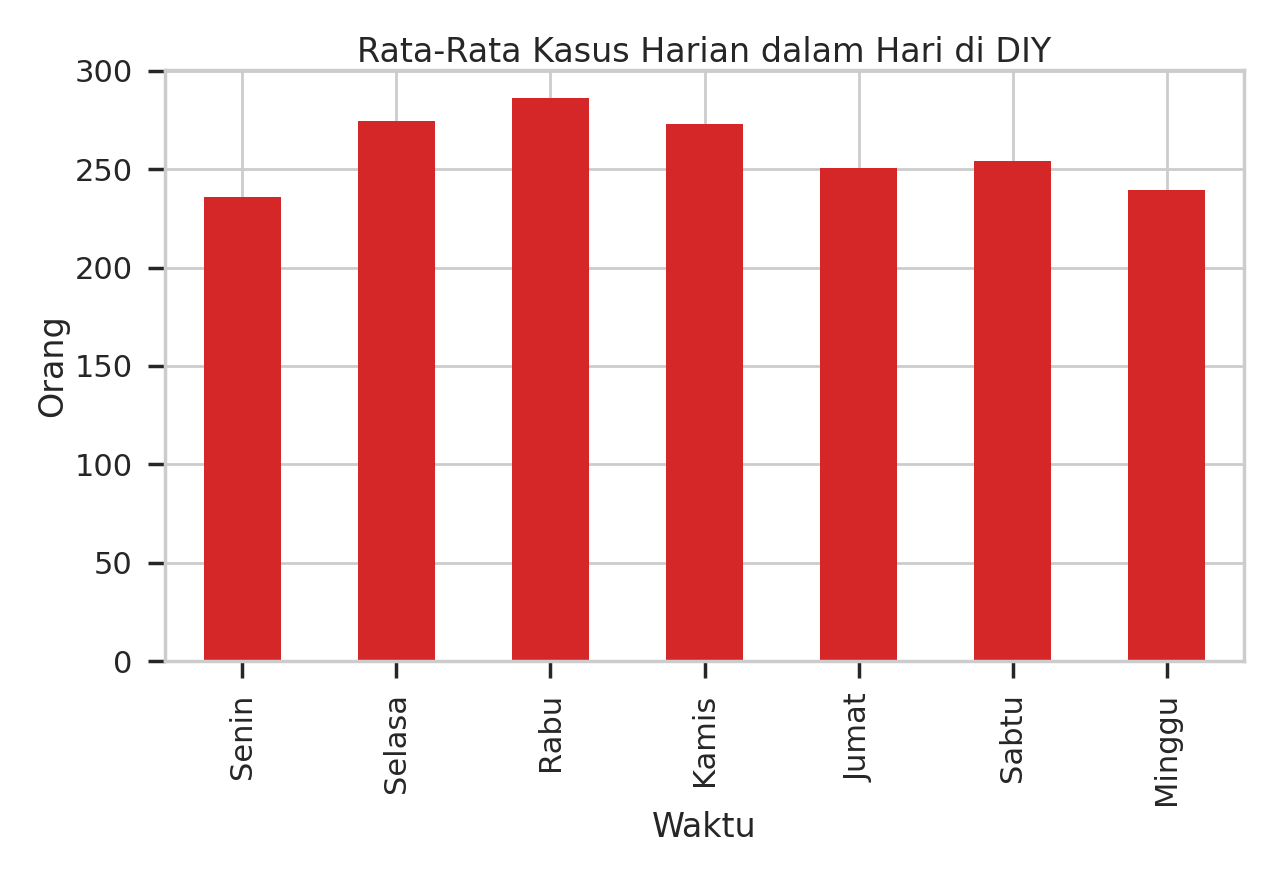 Rata-Rata Kasus Harian dalam Hari di DIY
300
250
200
150
100
50
0
Orang
Senin
Selasa
Rabu
Kamis
Jumat
Sabtu
Minggu
Waktu